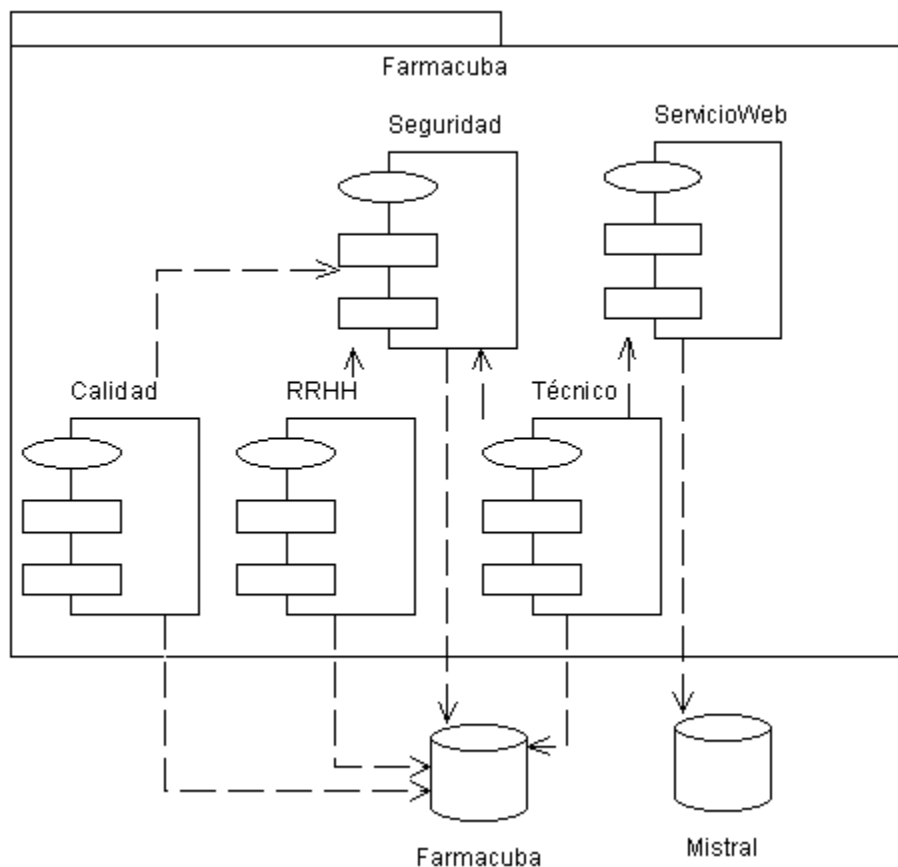 Farmacuba
Seguridad
ServicioWeb
Calidad
RRHH
Técnico
Farmacuba
Mistral